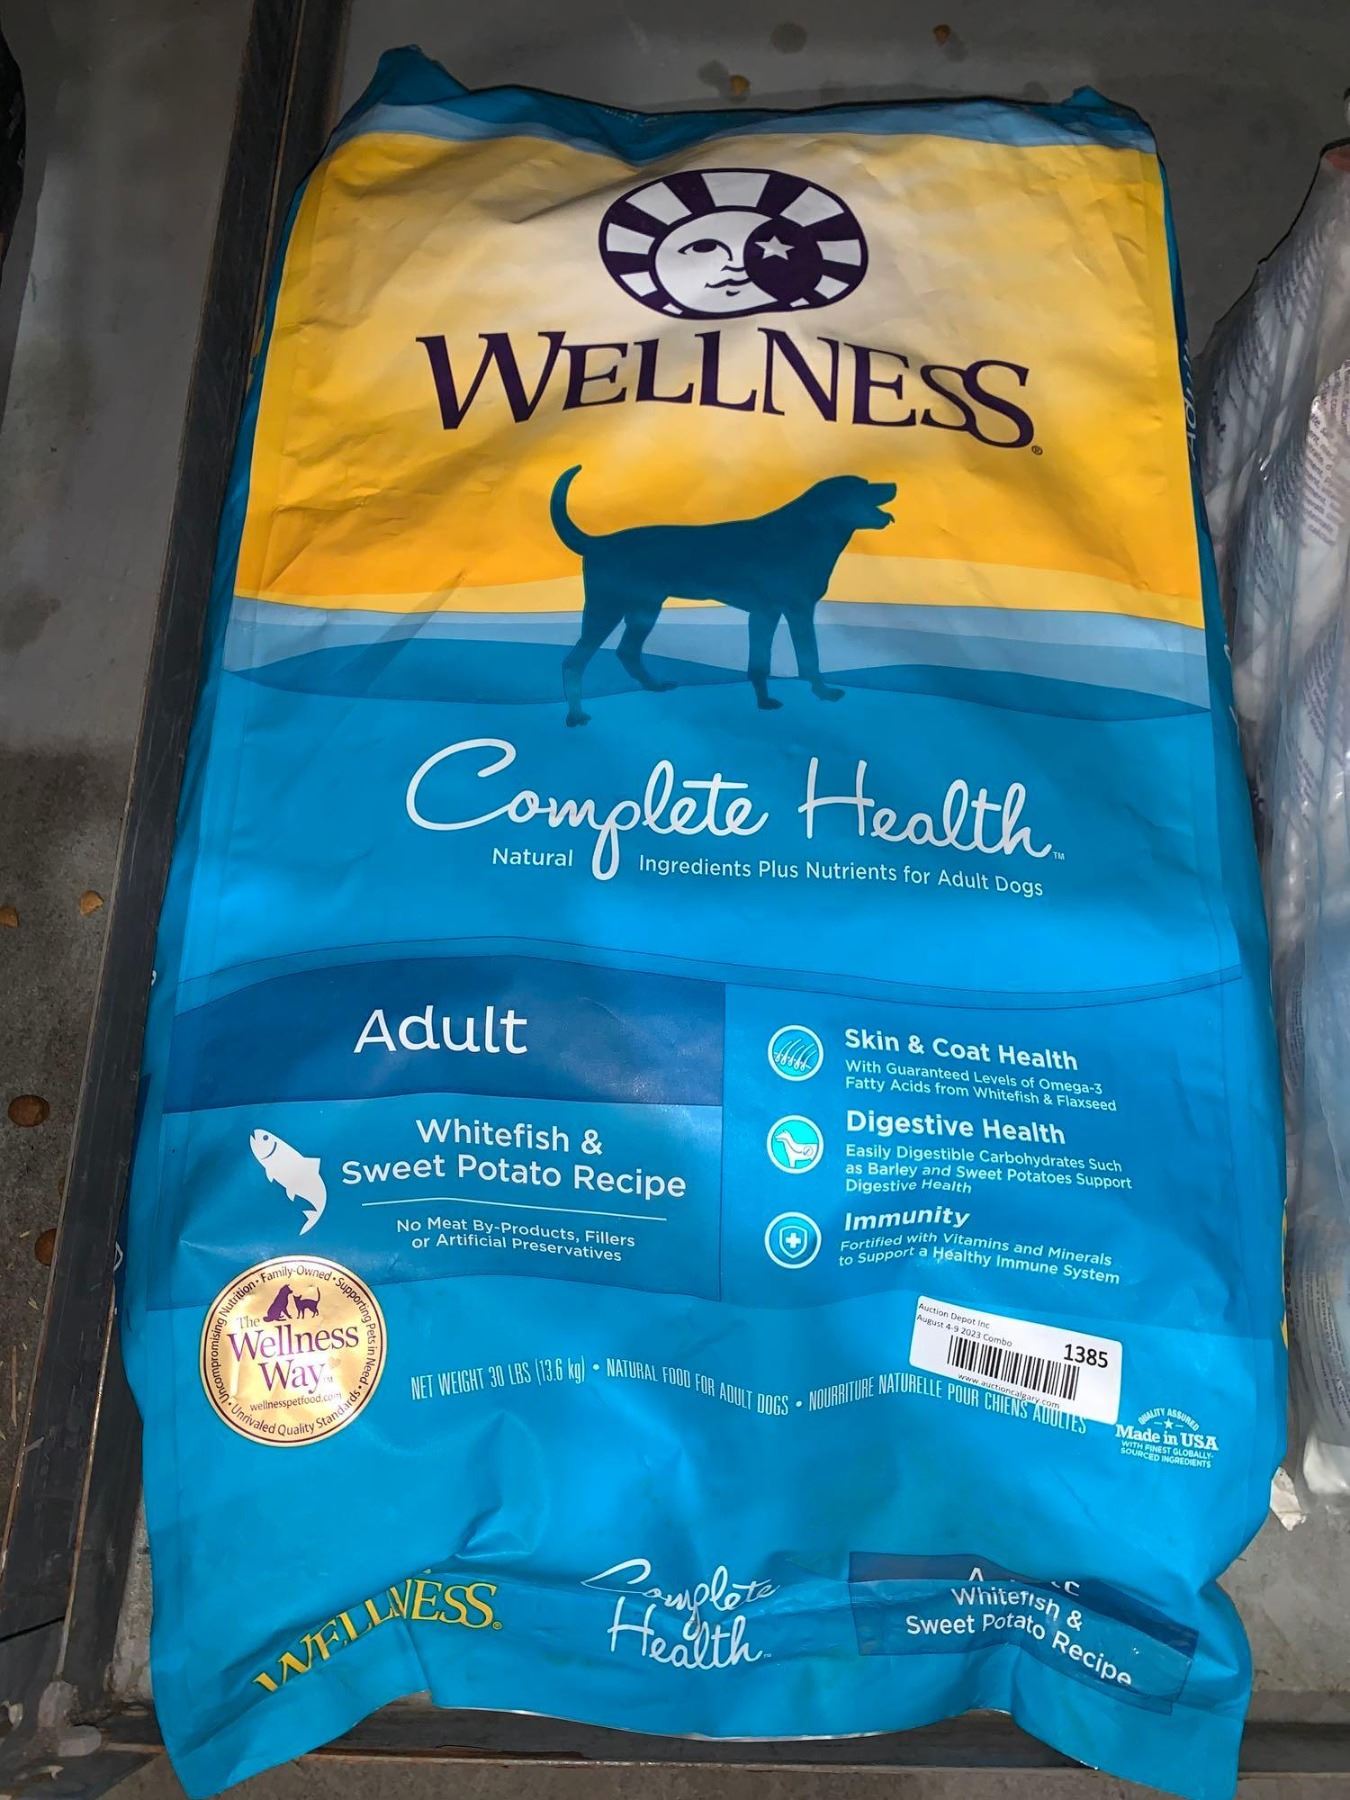 WELLNESS®
Complete Health™
Natural Ingredients Plus Nutrients for Adult Dogs
Adult
Whitefish &
Sweet Potato Recipe
No Meat By-Products, Fillers
or Artificial Preservatives
Skin & Coat Health
With Guaranteed Levels of Omega-3
Fatty Acids from Whitefish & Flaxseed
Digestive Health
Easily Digestible Carbohydrates Such
as Barley and Sweet Potatoes Support
Digestive Health
Immunity
Fortified with Vitamins and Minerals
to Support a Healthy Immune System
Uncompromising Nutrition • Family-Owned • Supporting Pets in Need •
The
Wellness
Way™
wellnesspetfood.com
• Unrivaled Quality Standards •
Auction Depot Inc
August 4-9 2023 Combo
1385
www.auctioncalgary.com
NET WEIGHT 30 LBS (13.6 kg) • NATURAL FOOD FOR ADULT DOGS • NOURRITURE NATURELLE POUR CHIENS ADULTES
QUALITY ASSURED
Made in USA
WITH FINEST GLOBALLY-
SOURCED INGREDIENTS
WELLNESS®
Complete
Health™
Whitefish &
Sweet Potato Recipe